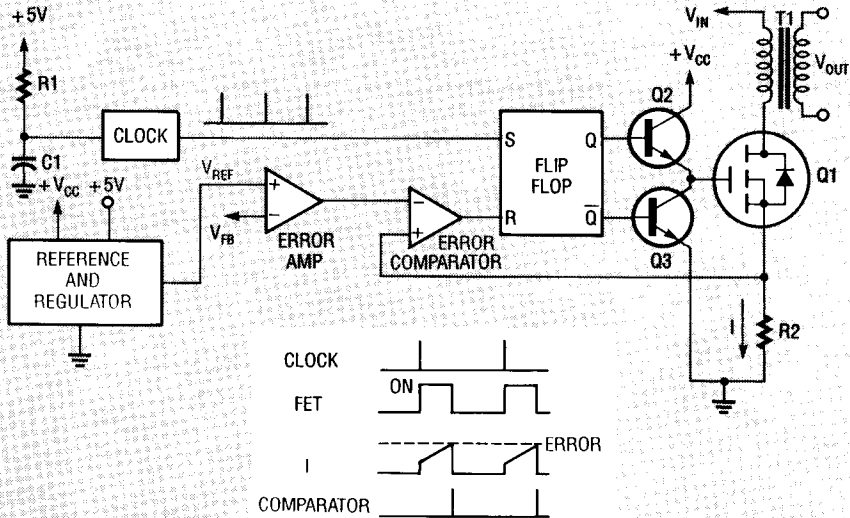 +5V
R1
C1
CLOCK
+VCC
+5V
REFERENCE
AND
REGULATOR
VREF
+
−
VFB
ERROR
AMP
−
+
ERROR
COMPARATOR
S
R
Q
Q̅
FLIP
FLOP
Q2
Q3
+VCC
VIN
T1
VOUT
Q1
I
R2
CLOCK
FET
ON
I
ERROR
COMPARATOR